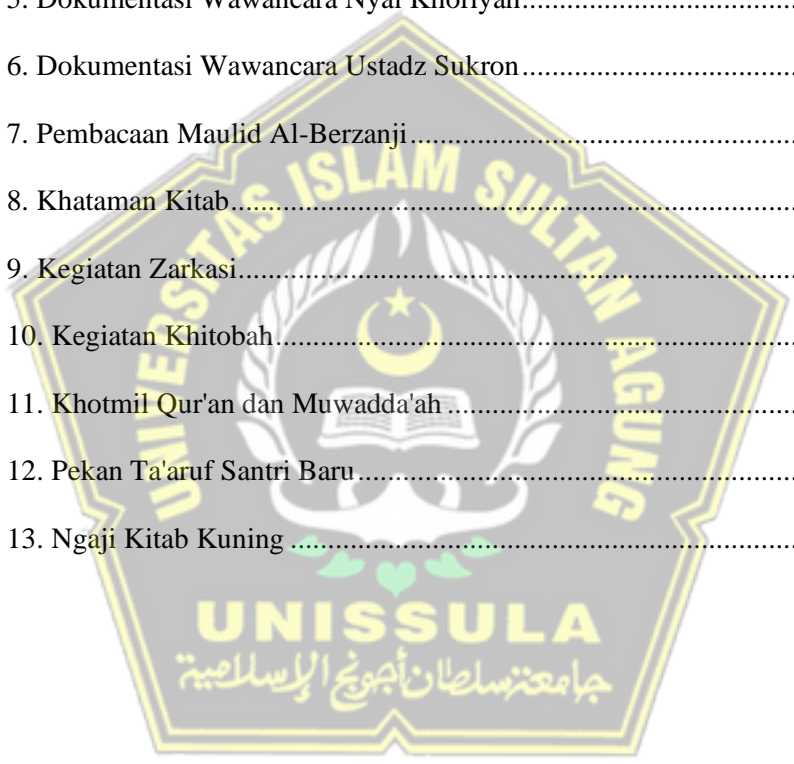 5. Dokumentasi Wawancara Nyai Khoriyah
6. Dokumentasi Wawancara Ustadz Sukron
7. Pembacaan Maulid Al-Berzanji
8. Khataman Kitab
9. Kegiatan Zarkasi
10. Kegiatan Khitobah
11. Khotmil Qur'an dan Muwadda'ah
12. Pekan Ta'aruf Santri Baru
13. Ngaji Kitab Kuning
UNIVERSITAS ISLAM SULTAN AGUNG
UNISSULA
جامعة سلطان أجونج الإسلامية